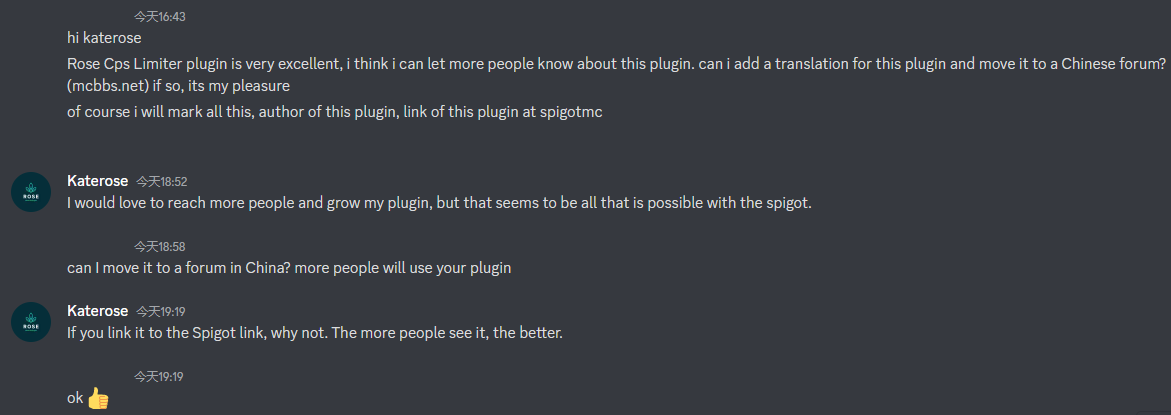 今天16:43
hi katerose
Rose Cps Limiter plugin is very excellent, i think i can let more people know about this plugin. can i add a translation for this plugin and move it to a Chinese forum?
(mcbbs.net) if so, its my pleasure
of course i will mark all this, author of this plugin, link of this plugin at spigotmc
ROSE
Katerose 今天18:52
I would love to reach more people and grow my plugin, but that seems to be all that is possible with the spigot.
今天18:58
can I move it to a forum in China? more people will use your plugin
ROSE
Katerose 今天19:19
If you link it to the Spigot link, why not. The more people see it, the better.
今天19:19
ok 👍